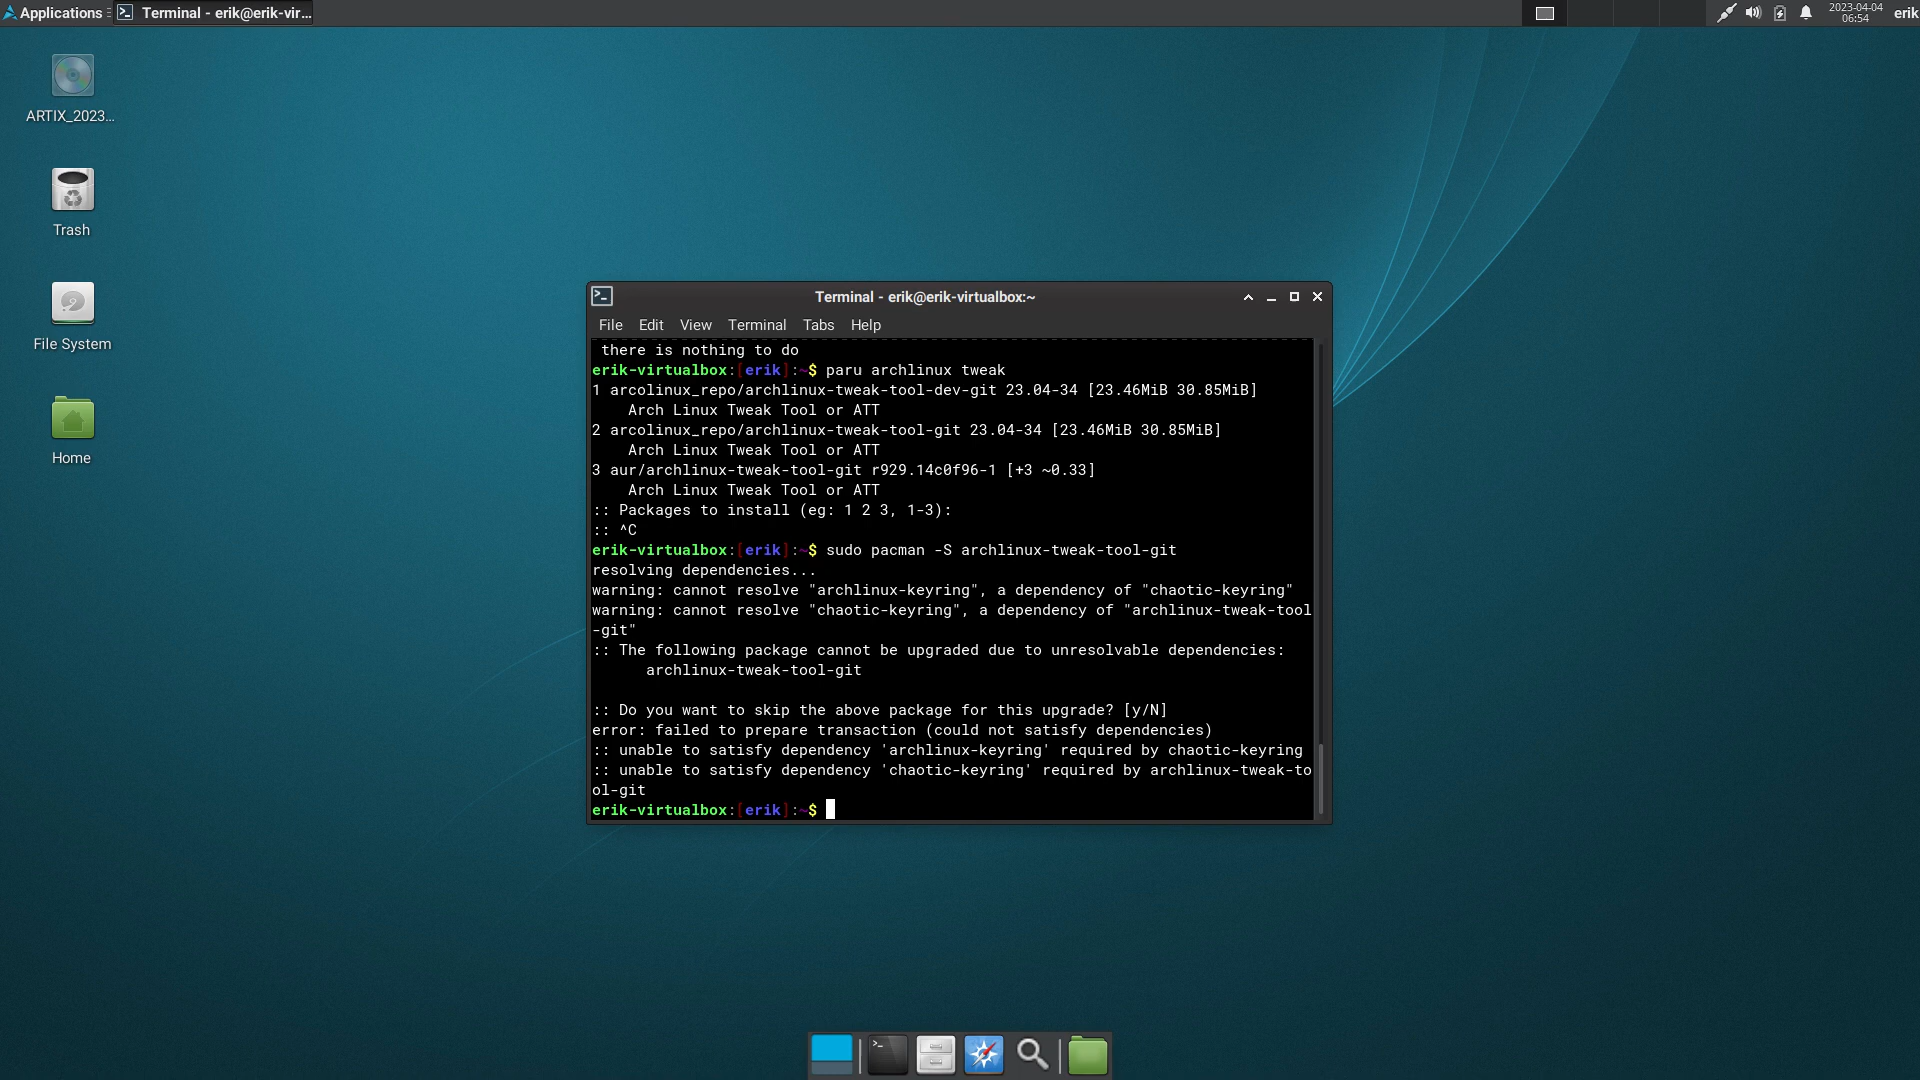 Applications
Terminal - erik@erik-vir...
2023-04-04
06:54
erik
ARTIX_2023...
Trash
File System
Home
Terminal - erik@erik-virtualbox:~
File Edit View Terminal Tabs Help
there is nothing to do
erik-virtualbox:[erik]:~$ paru archlinux tweak
1 arcolinux_repo/archlinux-tweak-tool-dev-git 23.04-34 [23.46MiB 30.85MiB]
    Arch Linux Tweak Tool or ATT
2 arcolinux_repo/archlinux-tweak-tool-git 23.04-34 [23.46MiB 30.85MiB]
    Arch Linux Tweak Tool or ATT
3 aur/archlinux-tweak-tool-git r929.14c0f96-1 [+3 ~0.33]
    Arch Linux Tweak Tool or ATT
:: Packages to install (eg: 1 2 3, 1-3):
:: ^C
erik-virtualbox:[erik]:~$ sudo pacman -S archlinux-tweak-tool-git
resolving dependencies...
warning: cannot resolve "archlinux-keyring", a dependency of "chaotic-keyring"
warning: cannot resolve "chaotic-keyring", a dependency of "archlinux-tweak-tool
-git"
:: The following package cannot be upgraded due to unresolvable dependencies:
      archlinux-tweak-tool-git
:: Do you want to skip the above package for this upgrade? [y/N]
error: failed to prepare transaction (could not satisfy dependencies)
:: unable to satisfy dependency 'archlinux-keyring' required by chaotic-keyring
:: unable to satisfy dependency 'chaotic-keyring' required by archlinux-tweak-to
ol-git
erik-virtualbox:[erik]:~$